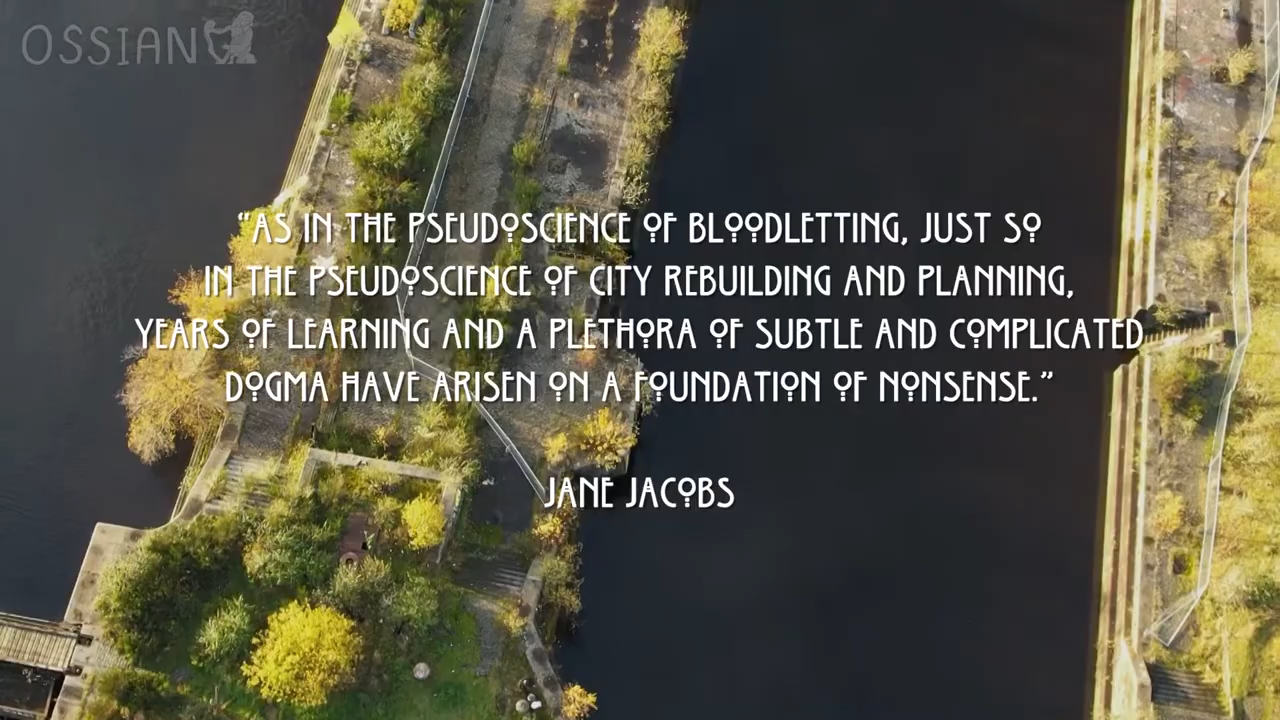 OSSIAN
“AS IN THE PSEUDOSCIENCE OF BLOODLETTING, JUST SO
IN THE PSEUDOSCIENCE OF CITY REBUILDING AND PLANNING,
YEARS OF LEARNING AND A PLETHORA OF SUBTLE AND COMPLICATED
DOGMA HAVE ARISEN ON A FOUNDATION OF NONSENSE.”
JANE JACOBS